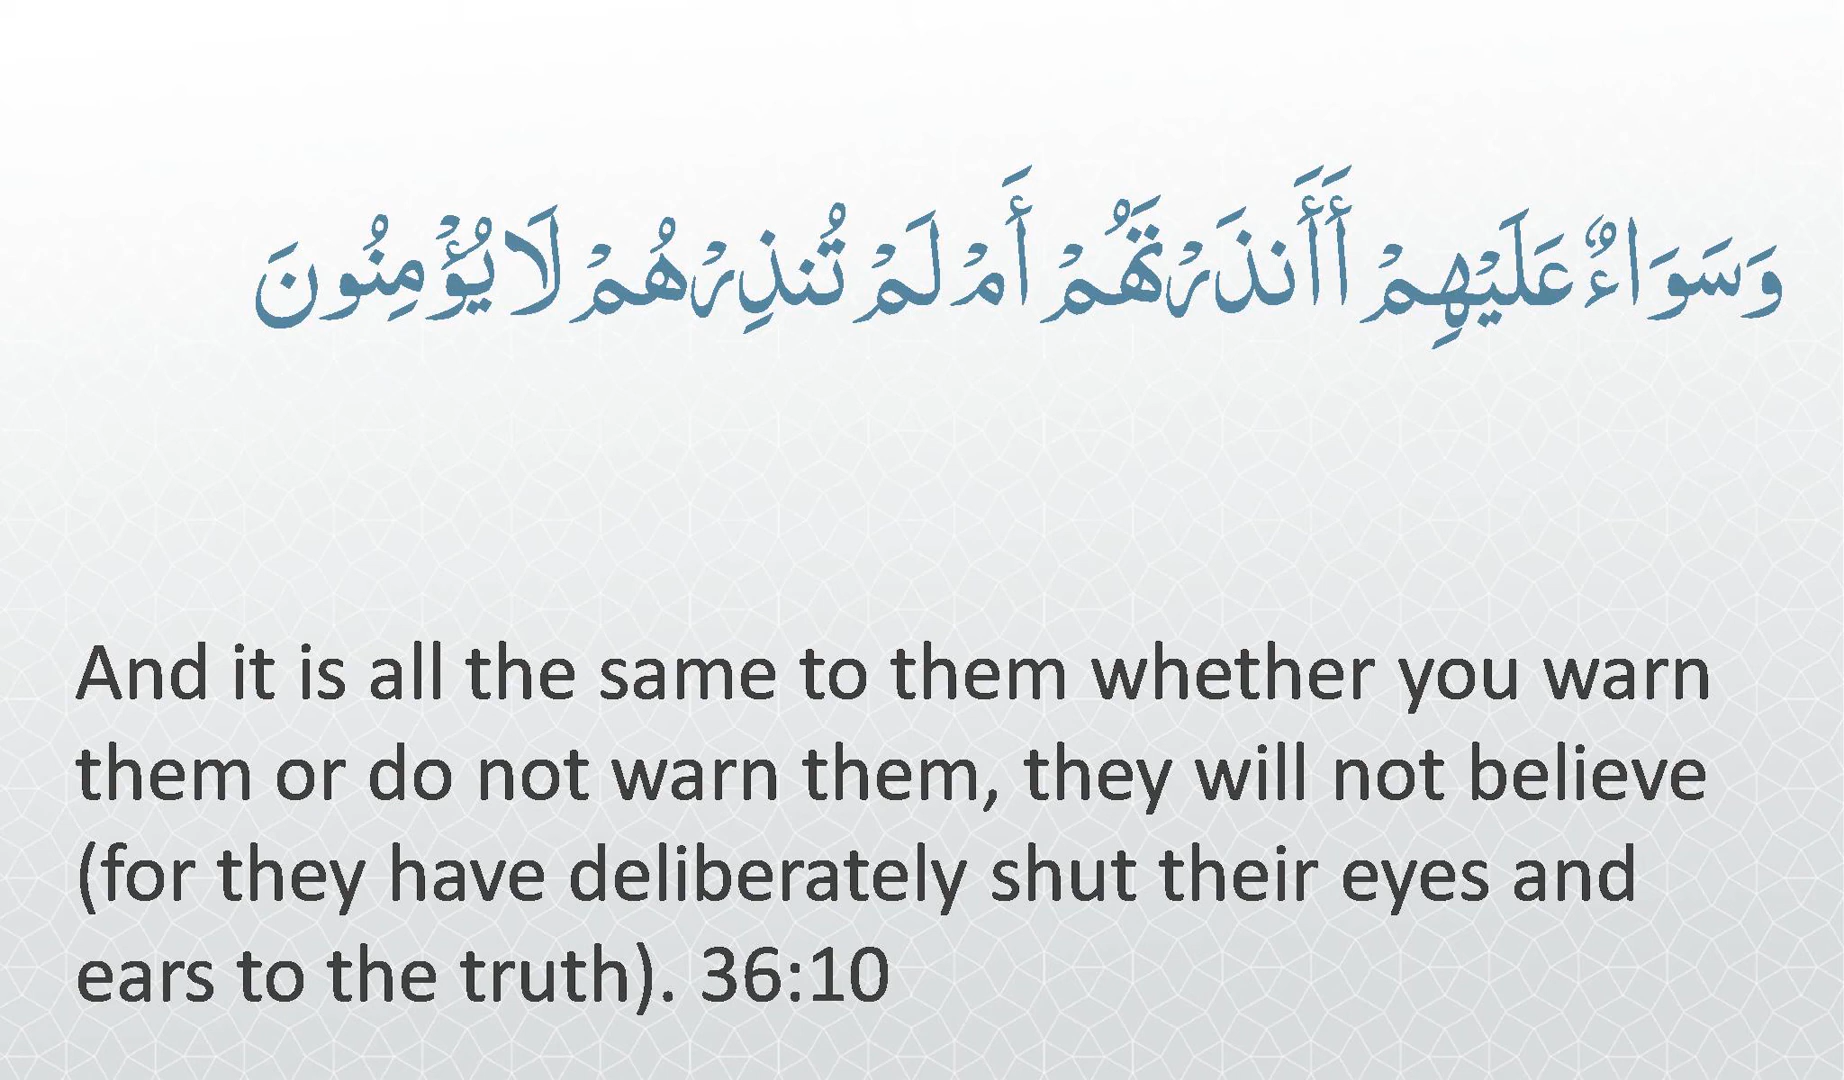 وَسَوَاءٌ عَلَيْهِمْ أَأَنذَرْتَهُمْ أَمْ لَمْ تُنذِرْهُمْ لَا يُؤْمِنُونَ
And it is all the same to them whether you warn
them or do not warn them, they will not believe
(for they have deliberately shut their eyes and
ears to the truth). 36:10